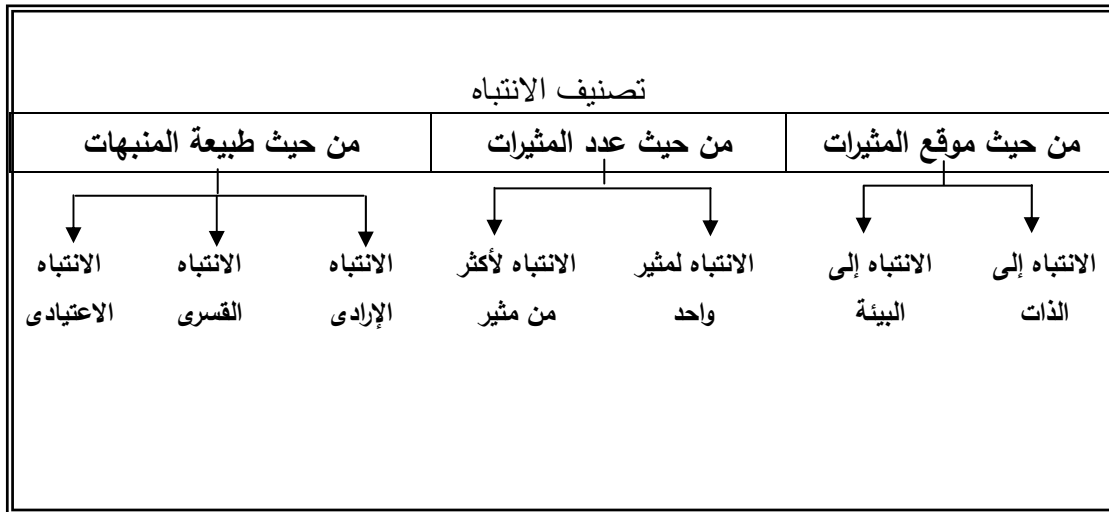 تصنيف الانتباه
من حيث موقع المثيرات
من حيث عدد المثيرات
من حيث طبيعة المنبهات
الانتباه إلى
الذات
الانتباه إلى
البيئة
الانتباه لمثير
واحد
الانتباه لأكثر
من مثير
الانتباه
الإرادى
الانتباه
القسرى
الانتباه
الاعتيادى